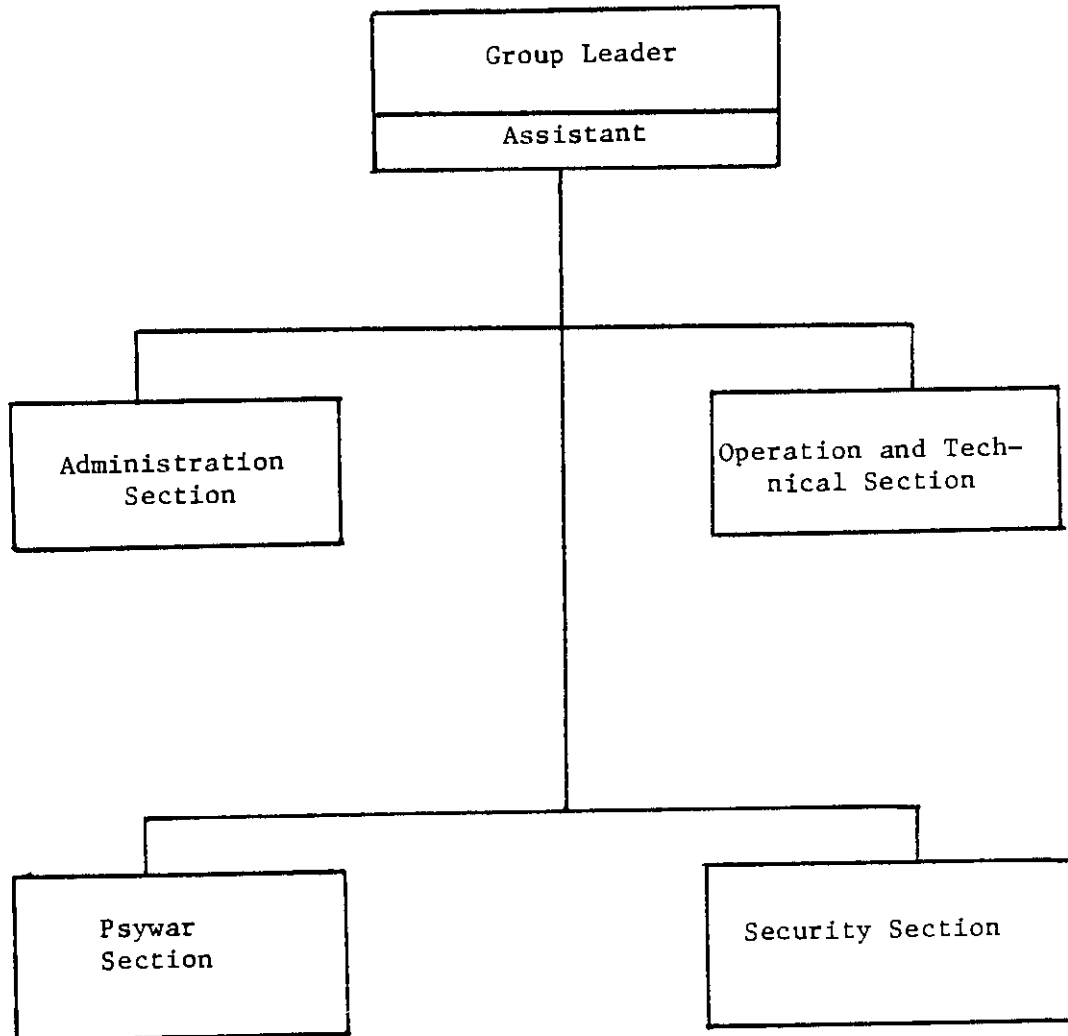 Group Leader
Assistant
Administration
Section
Operation and Tech-
nical Section
Psywar
Section
Security Section